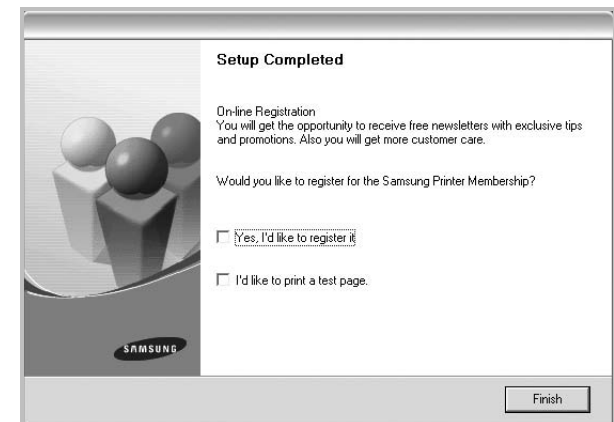 Setup Completed
On-line Registration
You will get the opportunity to receive free newsletters with exclusive tips
and promotions. Also you will get more customer care.
Would you like to register for the Samsung Printer Membership?
Yes, I'd like to register it
I'd like to print a test page.
SAMSUNG
Finish